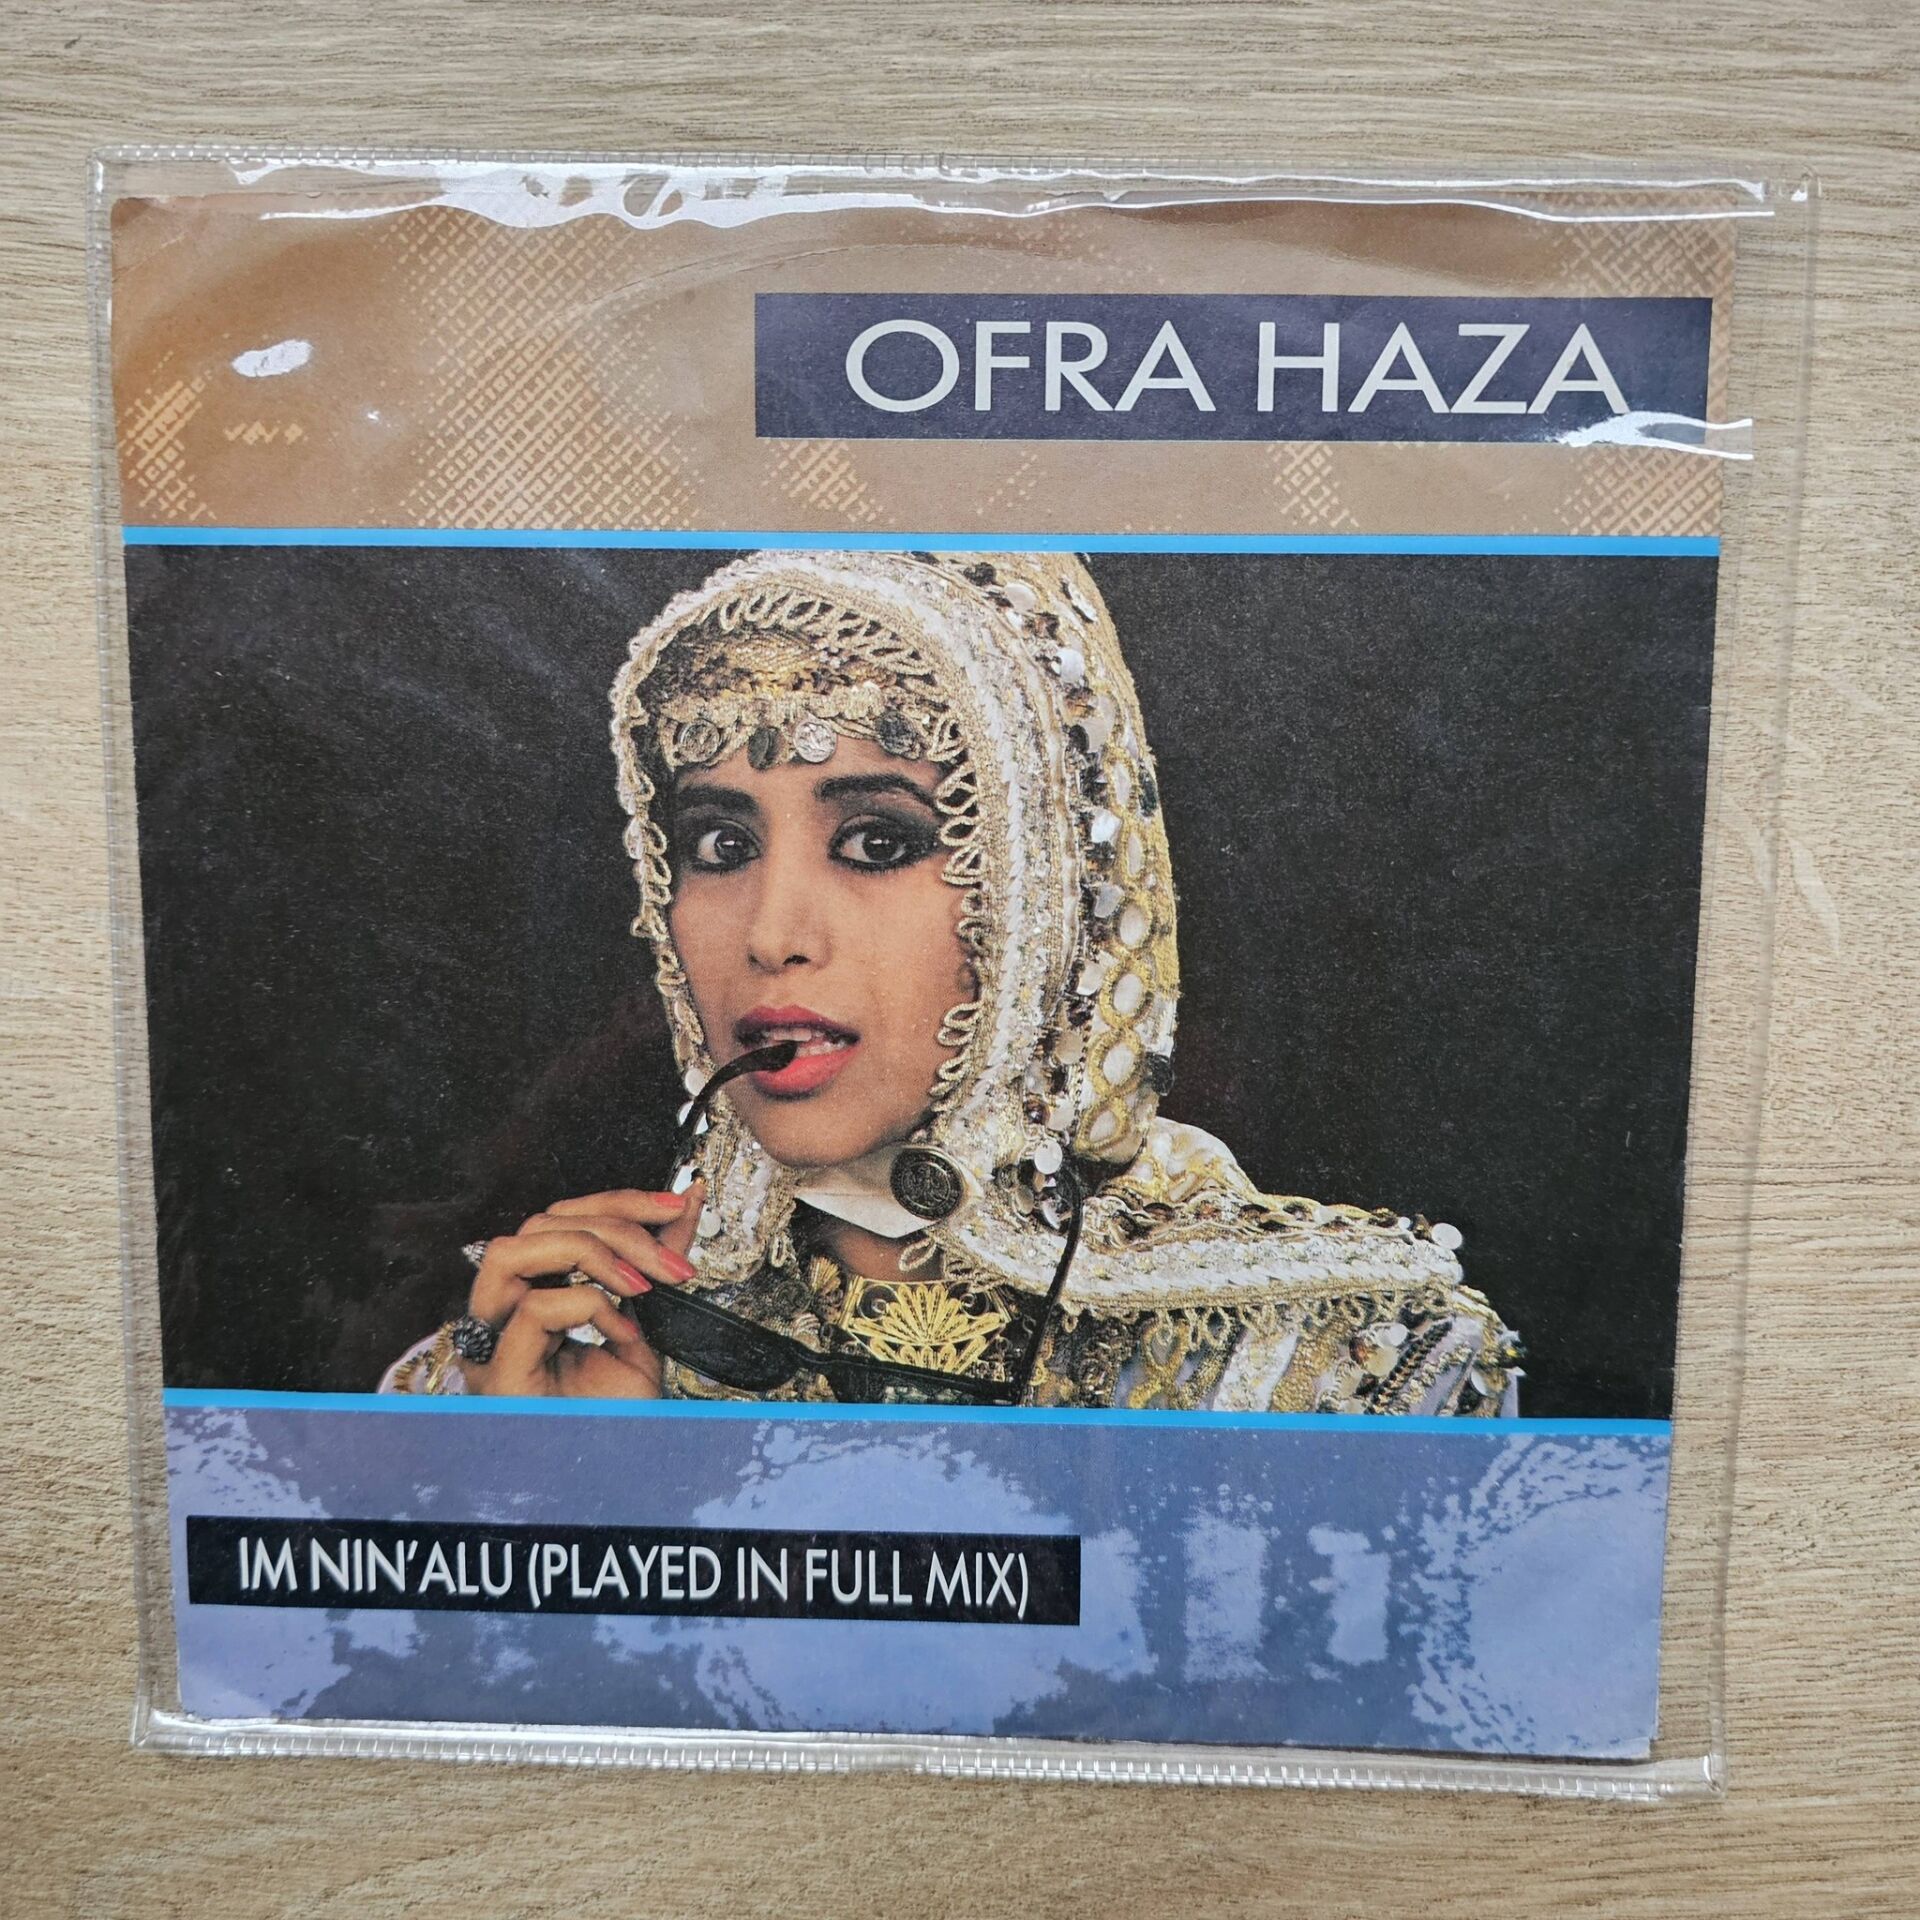 OFRA HAZA
IM NIN'ALU (PLAYED IN FULL MIX)